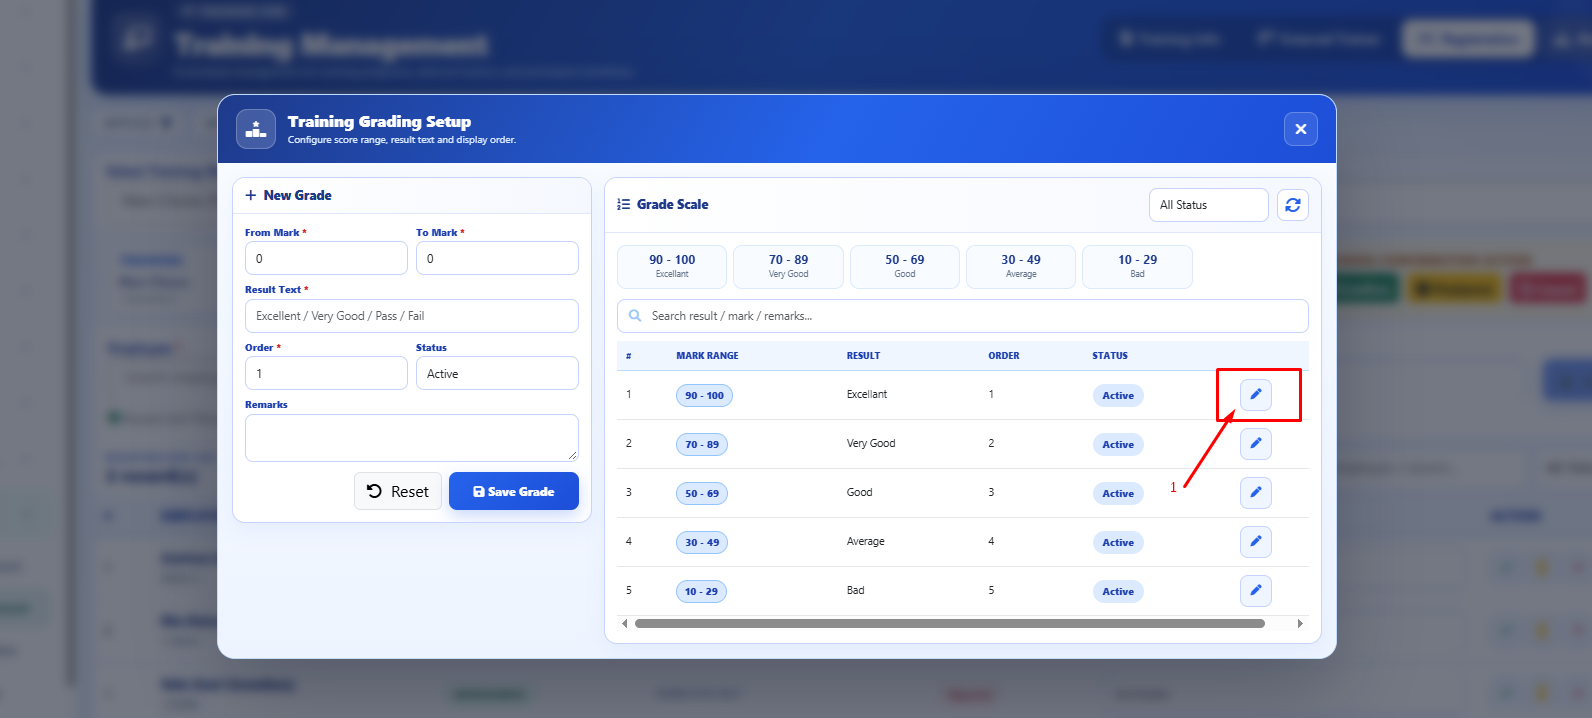 Training Management
Training Grading Setup
Configure score range, result text and display order.
New Grade
From Mark *
To Mark *
0
0
Result Text *
Excellent / Very Good / Pass / Fail
Order *
Status
1
Active
Remarks
Reset
Save Grade
Grade Scale
All Status
90 - 100
Excellant
70 - 89
Very Good
50 - 69
Good
30 - 49
Average
10 - 29
Bad
Search result / mark / remarks...
# MARK RANGE RESULT ORDER STATUS
1 90 - 100 Excellant 1 Active
2 70 - 89 Very Good 2 Active
3 50 - 69 Good 3 Active
4 30 - 49 Average 4 Active
5 10 - 29 Bad 5 Active
1